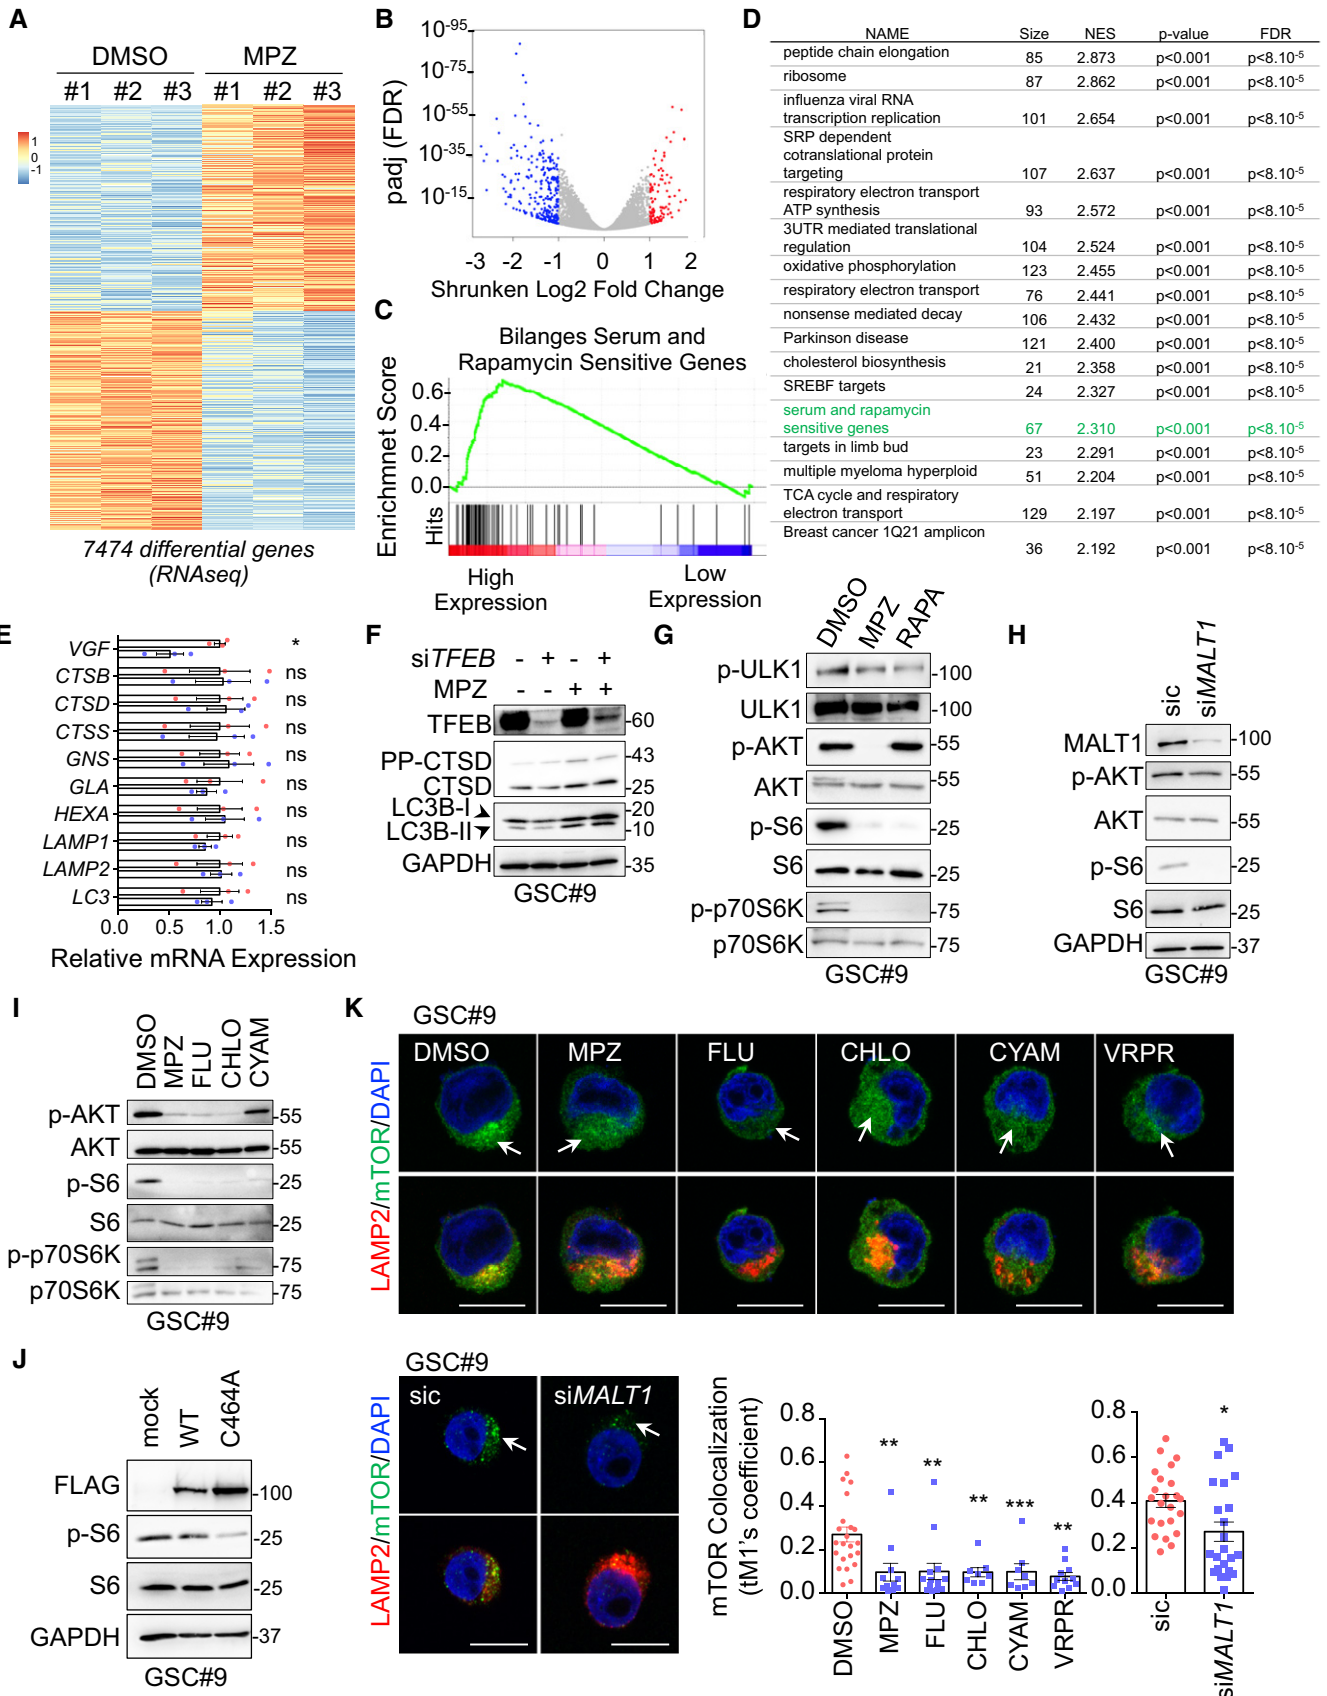 A
DMSO MPZ
#1 #2 #3 #1 #2 #3
1
0
-1
7474 differential genes
(RNAseq)
B
padj (FDR)
10-95
10-75
10-55
10-35
10-15
-3 -2 -1 0 1 2
Shrunken Log2 Fold Change
C
Bilanges Serum and
Rapamycin Sensitive Genes
Enrichmnet Score
0.6
0.4
0.2
0.0
Hits
High
Expression
Low
Expression
D
NAME Size NES p-value FDR
peptide chain elongation 85 2.873 p<0.001 p<8.10-5
ribosome 87 2.862 p<0.001 p<8.10-5
influenza viral RNA
transcription replication 101 2.654 p<0.001 p<8.10-5
SRP dependent
cotranslational protein
targeting 107 2.637 p<0.001 p<8.10-5
respiratory electron transport
ATP synthesis 93 2.572 p<0.001 p<8.10-5
3UTR mediated translational
regulation 104 2.524 p<0.001 p<8.10-5
oxidative phosphorylation 123 2.455 p<0.001 p<8.10-5
respiratory electron transport 76 2.441 p<0.001 p<8.10-5
nonsense mediated decay 106 2.432 p<0.001 p<8.10-5
Parkinson disease 121 2.400 p<0.001 p<8.10-5
cholesterol biosynthesis 21 2.358 p<0.001 p<8.10-5
SREBF targets 24 2.327 p<0.001 p<8.10-5
serum and rapamycin
sensitive genes 67 2.310 p<0.001 p<8.10-5
targets in limb bud 23 2.291 p<0.001 p<8.10-5
multiple myeloma hyperploid 51 2.204 p<0.001 p<8.10-5
TCA cycle and respiratory
electron transport 129 2.197 p<0.001 p<8.10-5
Breast cancer 1Q21 amplicon
36 2.192 p<0.001 p<8.10-5
E
VGF *
CTSB ns
CTSD ns
CTSS ns
GNS ns
GLA ns
HEXA ns
LAMP1 ns
LAMP2 ns
LC3 ns
0.0 0.5 1.0 1.5
Relative mRNA Expression
F
siTFEB - + - +
MPZ - - + +
TFEB -60
PP-CTSD -43
CTSD -25
LC3B-I -20
LC3B-II -10
GAPDH -35
GSC#9
G
DMSO MPZ RAPA
p-ULK1 -100
ULK1 -100
p-AKT -55
AKT -55
p-S6 -25
S6 -25
p-p70S6K -75
p70S6K -75
GSC#9
H
sic siMALT1
MALT1 -100
p-AKT -55
AKT -55
p-S6 -25
S6 -25
GAPDH -37
GSC#9
I
DMSO MPZ FLU CHLO CYAM
p-AKT -55
AKT -55
p-S6 -25
S6 -25
p-p70S6K -75
p70S6K -75
GSC#9
J
mock WT C464A
FLAG -100
p-S6 -25
S6 -25
GAPDH -37
GSC#9
K
GSC#9
LAMP2/mTOR/DAPI
DMSO MPZ FLU CHLO CYAM VRPR
GSC#9
LAMP2/mTOR/DAPI
sic siMALT1
mTOR Colocalization
(tM1's coefficient)
0.8
0.6
0.4
0.2
0.0
** ** ** *** **
DMSO MPZ FLU CHLO CYAM VRPR
0.8
0.6
0.4
0.2
0.0
*
sic siMALT1